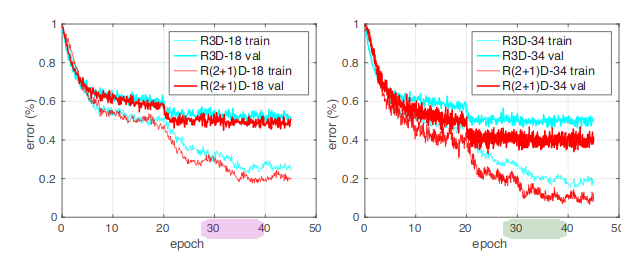 R3D-18 train
R3D-18 val
R(2+1)D-18 train
R(2+1)D-18 val
error (%)
1
0.8
0.6
0.4
0.2
0
0 10 20 30 40 50
epoch
R3D-34 train
R3D-34 val
R(2+1)D-34 train
R(2+1)D-34 val
error (%)
1
0.8
0.6
0.4
0.2
0
0 10 20 30 40 50
epoch